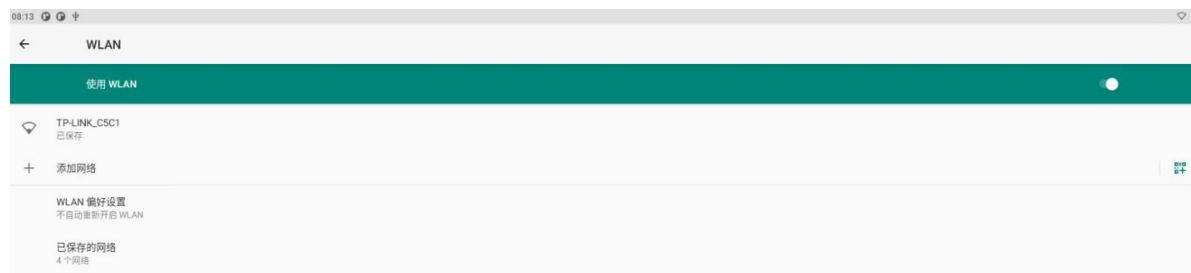 08:13
WLAN
使用 WLAN
TP-LINK_C5C1
已保存
添加网络
WLAN 偏好设置
不自动重新开启 WLAN
已保存的网络
4 个网络